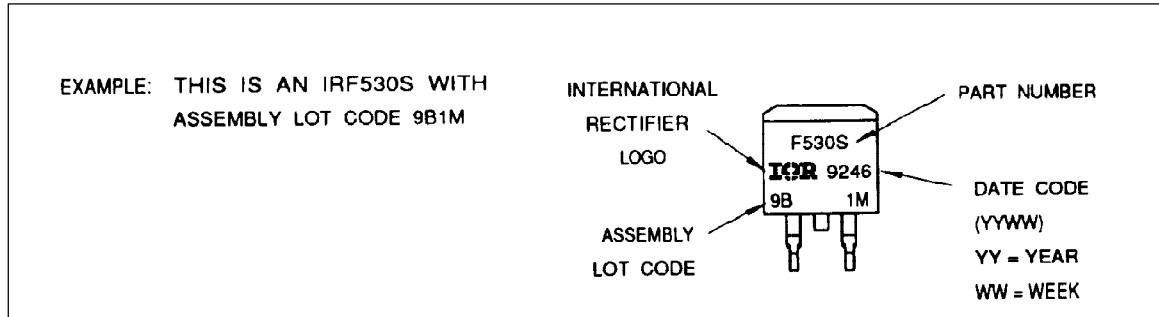 EXAMPLE: THIS IS AN IRF530S WITH
ASSEMBLY LOT CODE 9B1M
INTERNATIONAL
RECTIFIER
LOGO
ASSEMBLY
LOT CODE
F530S
IOR 9246
9B 1M
PART NUMBER
DATE CODE
(YYWW)
YY = YEAR
WW = WEEK